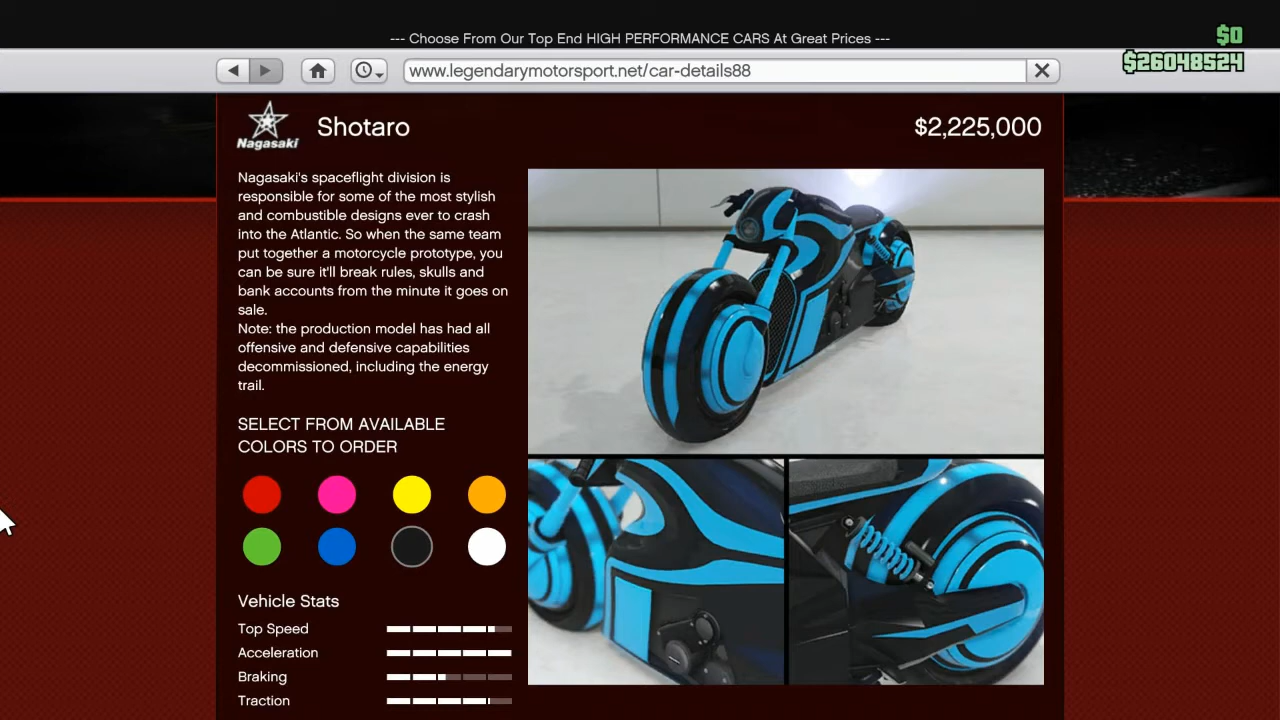 --- Choose From Our Top End HIGH PERFORMANCE CARS At Great Prices ---
$0
$26048524
www.legendarymotorsport.net/car-details88
Nagasaki
Shotaro
$2,225,000
Nagasaki's spaceflight division is
responsible for some of the most stylish
and combustible designs ever to crash
into the Atlantic. So when the same team
put together a motorcycle prototype, you
can be sure it'll break rules, skulls and
bank accounts from the minute it goes on
sale.
Note: the production model has had all
offensive and defensive capabilities
decommissioned, including the energy
trail.
SELECT FROM AVAILABLE
COLORS TO ORDER
Vehicle Stats
Top Speed
Acceleration
Braking
Traction